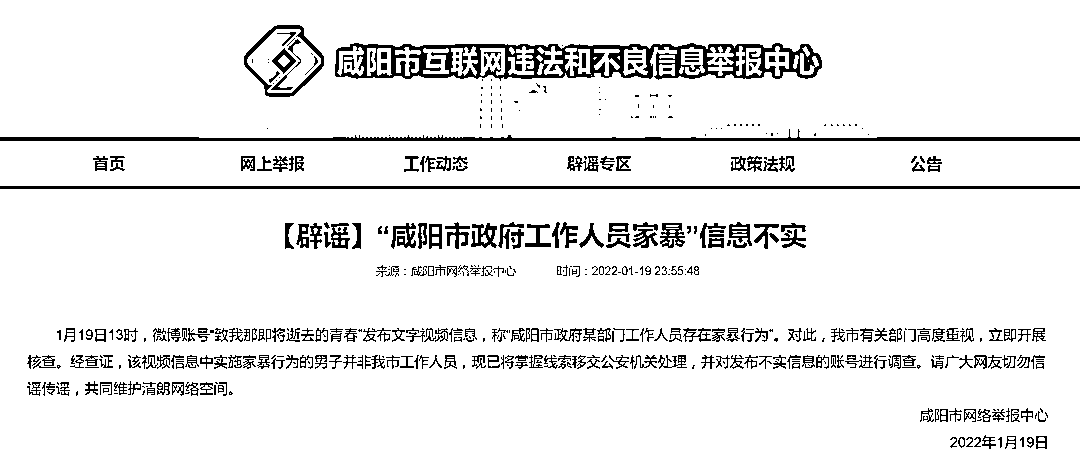 咸阳市互联网违法和不良信息举报中心
首页 网上举报 工作动态 辟谣专区 政策法规 公告
【辟谣】“咸阳市政府工作人员家暴”信息不实
来源：咸阳市网络举报中心 时间：2022-01-19 23:55:48
1月19日13时，微博账号“致我那即将逝去的青春”发布文字视频信息，称“咸阳市政府某部门工作人员存在家暴行为”。对此，我市有关部门高度重视，立即开展
核查。经查证，该视频信息中实施家暴行为的男子并非我市工作人员，现已将掌握线索移交公安机关处理，并对发布不实信息的账号进行调查。请广大网友切勿信
谣传谣，共同维护清朗网络空间。
咸阳市网络举报中心
2022年1月19日